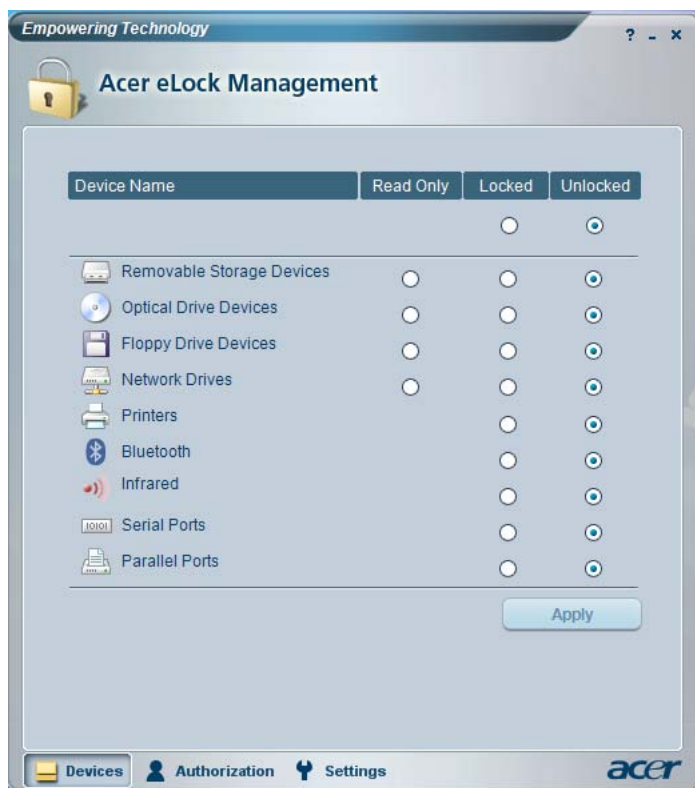 Empowering Technology
? - x
Acer eLock Management
Device Name Read Only Locked Unlocked
Removable Storage Devices
Optical Drive Devices
Floppy Drive Devices
Network Drives
Printers
Bluetooth
Infrared
10101 Serial Ports
Parallel Ports
Apply
Devices Authorization Settings acer